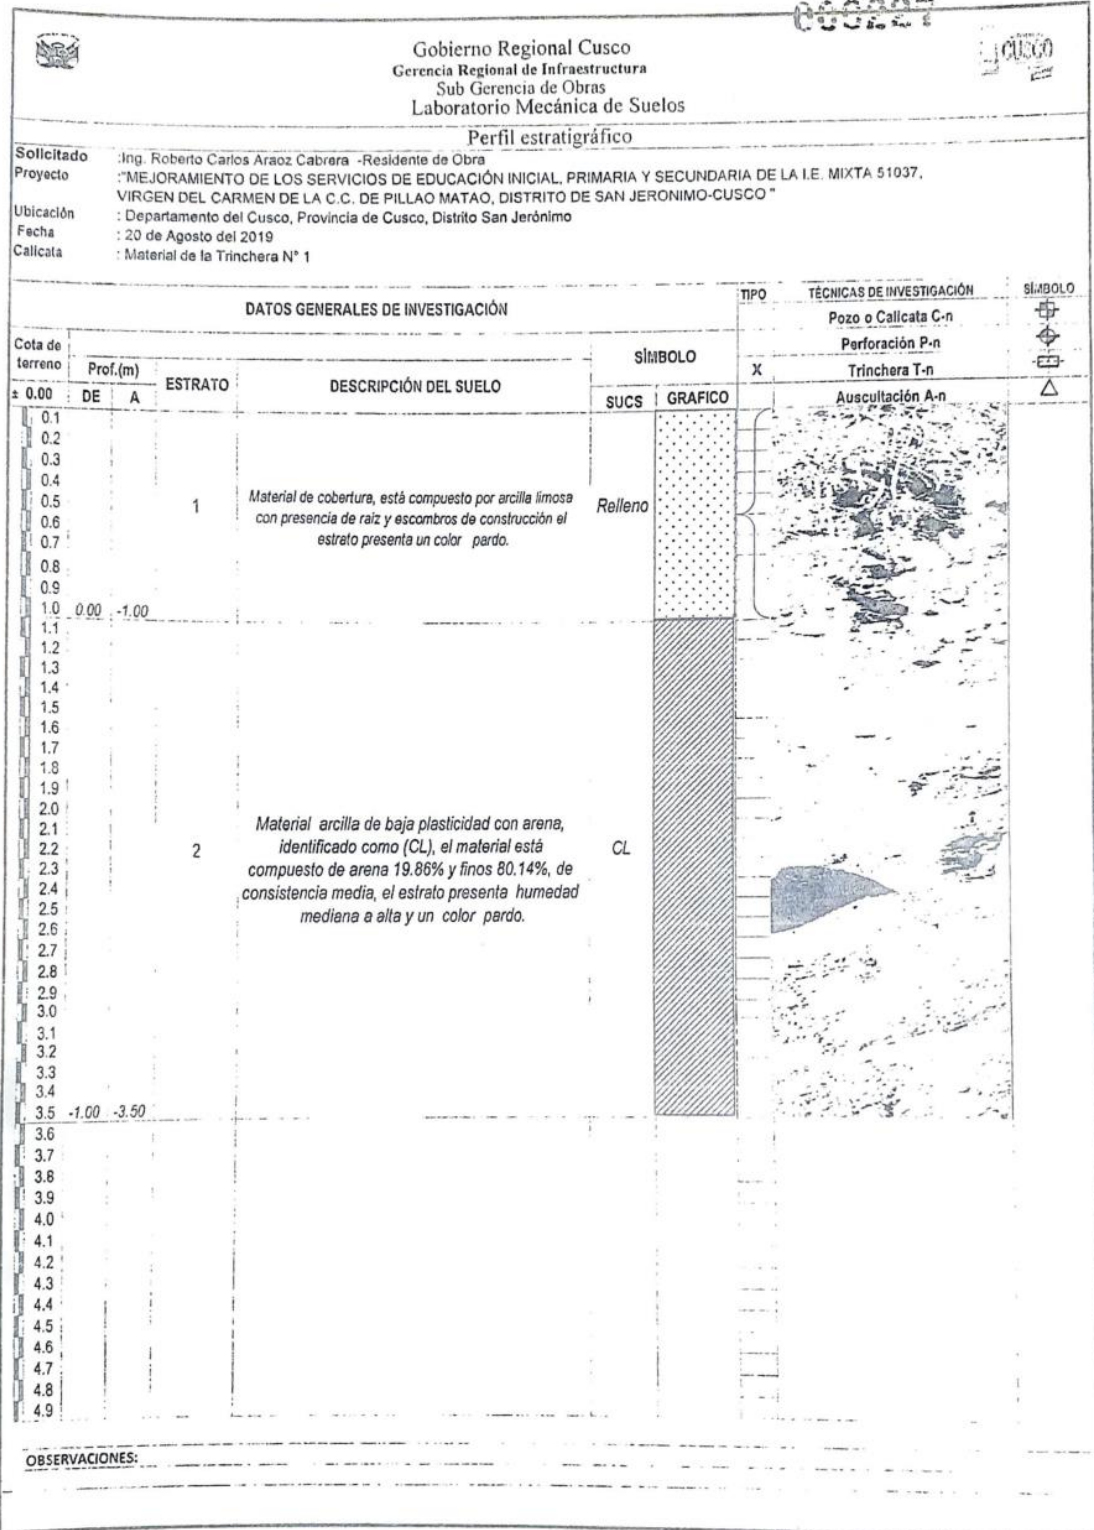 Gobierno Regional Cusco
Gerencia Regional de Infraestructura
Sub Gerencia de Obras
Laboratorio Mecánica de Suelos
CUSCO
Perfil estratigráfico
Solicitado :Ing. Roberto Carlos Araoz Cabrera -Residente de Obra
Proyecto :"MEJORAMIENTO DE LOS SERVICIOS DE EDUCACIÓN INICIAL, PRIMARIA Y SECUNDARIA DE LA I.E. MIXTA 51037,
VIRGEN DEL CARMEN DE LA C.C. DE PILLAO MATAO, DISTRITO DE SAN JERONIMO-CUSCO "
Ubicación : Departamento del Cusco, Provincia de Cusco, Distrito San Jerónimo
Fecha : 20 de Agosto del 2019
Calicata : Material de la Trinchera N° 1
DATOS GENERALES DE INVESTIGACIÓN
TIPO TÉCNICAS DE INVESTIGACIÓN SÍMBOLO
Pozo o Calicata C-n
Perforación P-n
X Trinchera T-n
Auscultación A-n
Cota de terreno
± 0.00
Prof.(m)
DE A
ESTRATO
DESCRIPCIÓN DEL SUELO
SÍMBOLO
SUCS GRAFICO
0.1
0.2
0.3
0.4
0.5
0.6
0.7
0.8
0.9
1.0 0.00 -1.00
1
Material de cobertura, está compuesto por arcilla limosa
con presencia de raiz y escombros de construcción el
estrato presenta un color pardo.
Relleno
1.1
1.2
1.3
1.4
1.5
1.6
1.7
1.8
1.9
2.0
2.1
2.2
2.3
2.4
2.5
2.6
2.7
2.8
2.9
3.0
3.1
3.2
3.3
3.4
3.5 -1.00 -3.50
2
Material arcilla de baja plasticidad con arena,
identificado como (CL), el material está
compuesto de arena 19.86% y finos 80.14%, de
consistencia media, el estrato presenta humedad
mediana a alta y un color pardo.
CL
3.6
3.7
3.8
3.9
4.0
4.1
4.2
4.3
4.4
4.5
4.6
4.7
4.8
4.9
OBSERVACIONES: